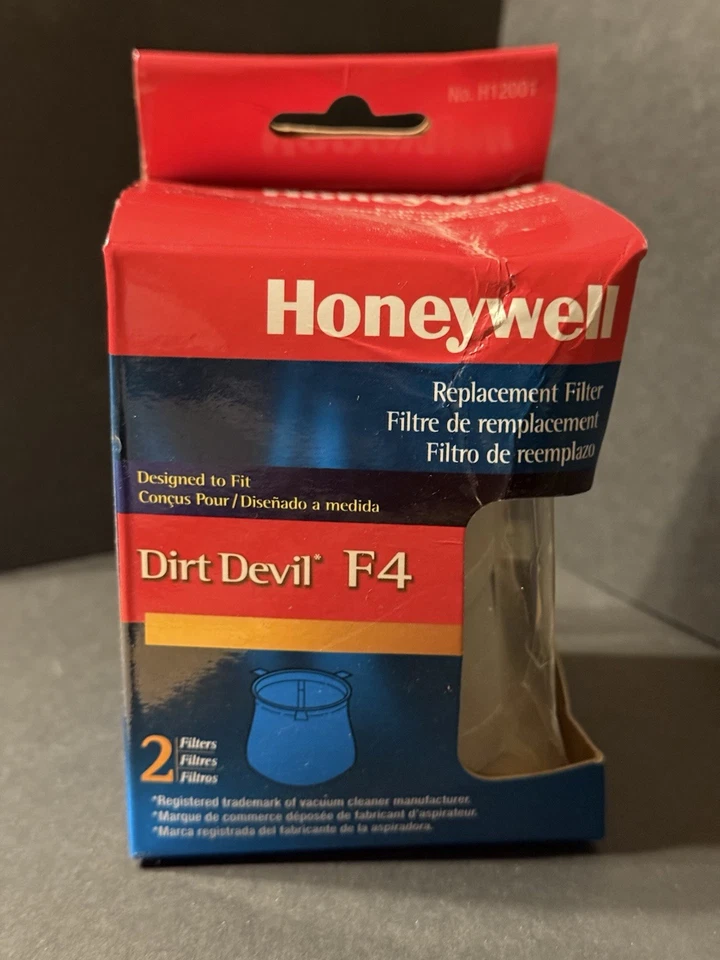 No. H12001
Honeywell
Honeywell
Replacement Filter
Filtre de remplacement
Filtro de reemplazo
Designed to Fit
Conçus Pour / Diseñado a medida
Dirt Devil* F4
2 Filters
Filtres
Filtros
*Registered trademark of vacuum cleaner manufacturer.
*Marque de commerce déposée de fabricant d'aspirateur.
*Marca registrada del fabricante de la aspiradora.